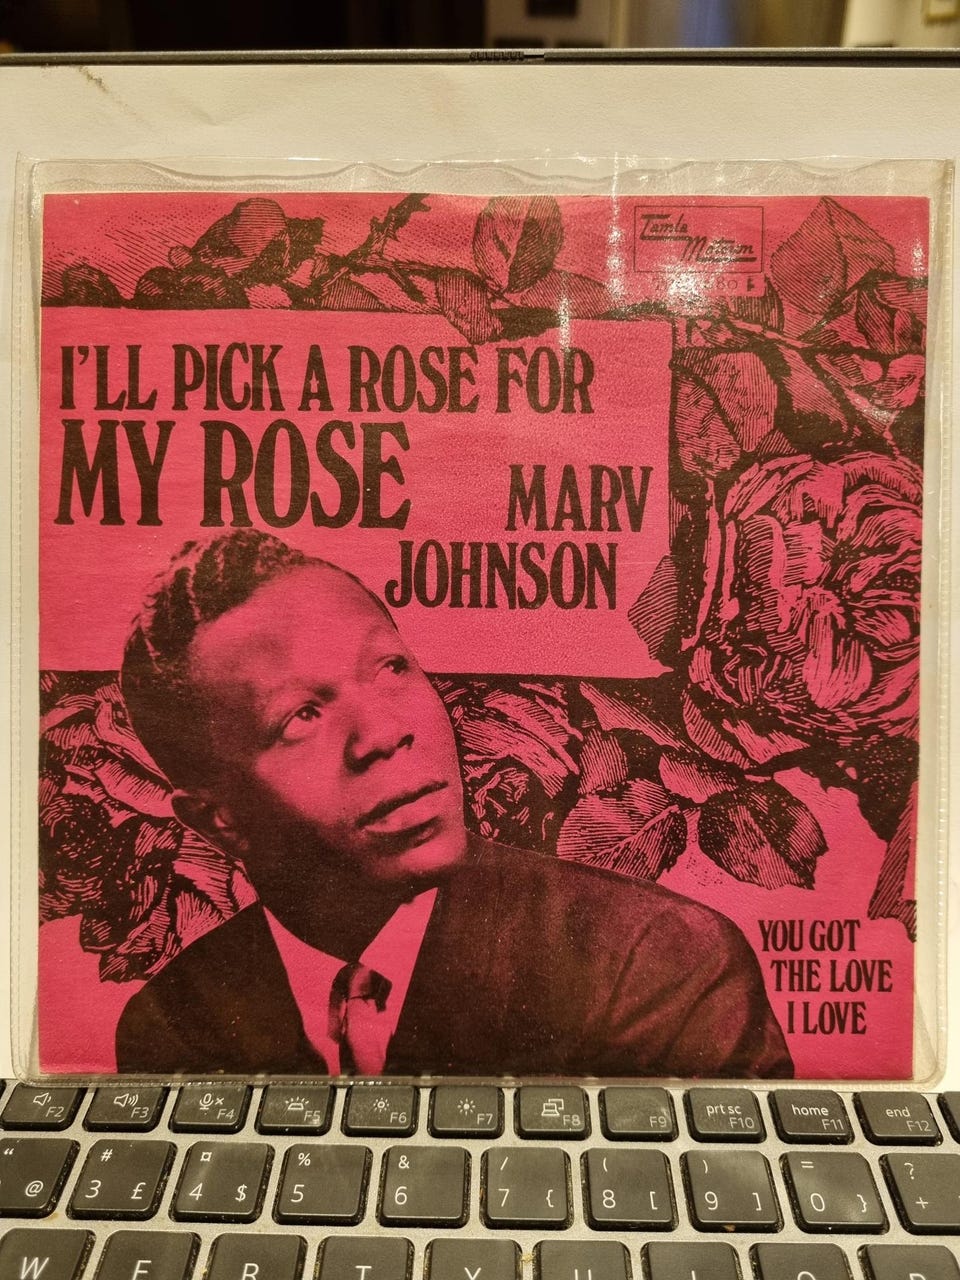 Tamla
Motown
I'LL PICK A ROSE FOR
MY ROSE
MARV
JOHNSON
YOU GOT
THE LOVE
I LOVE
F2 F3 F4 F5 F6 F7 F8 F9 prt sc F10 home F11 end F12
“ @ # 3 £ ¤ 4 $ % 5 & 6 / 7 { ( 8 [ ) 9 ] = 0 } ? +
W E R T Y U I O P